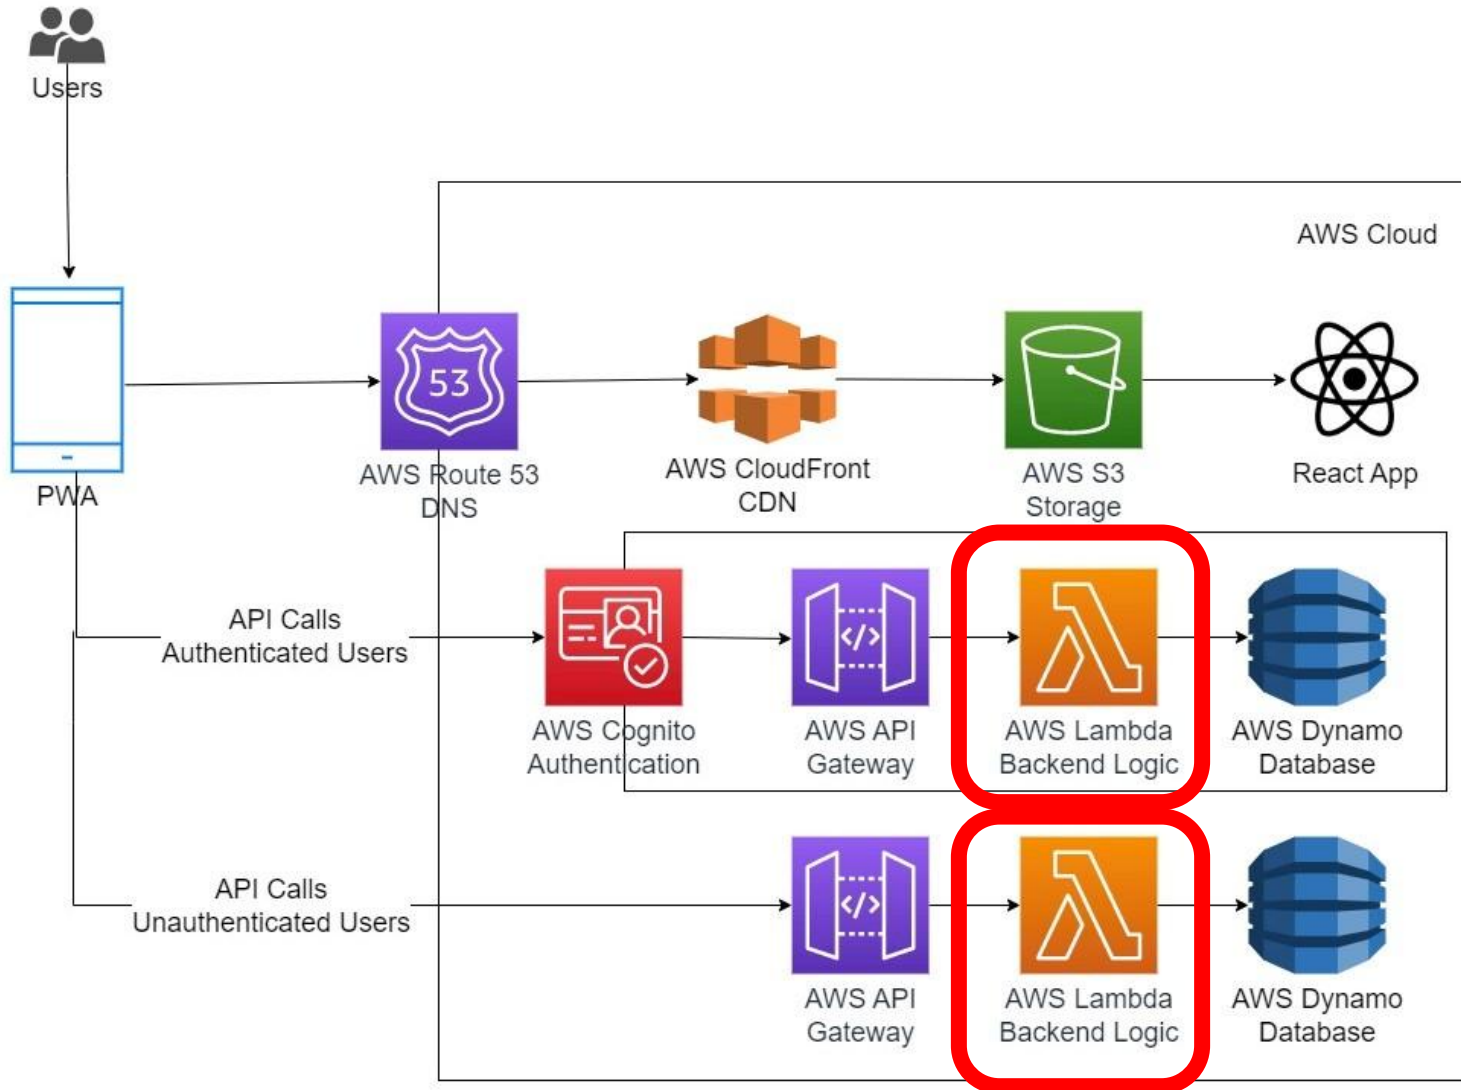 Users
AWS Cloud
53
PWA
AWS Route 53
DNS
AWS CloudFront
CDN
AWS S3
Storage
React App
API Calls
Authenticated Users
</>
AWS Cognito
Authentication
AWS API
Gateway
AWS Lambda
Backend Logic
AWS Dynamo
Database
API Calls
Unauthenticated Users
</>
AWS API
Gateway
AWS Lambda
Backend Logic
AWS Dynamo
Database